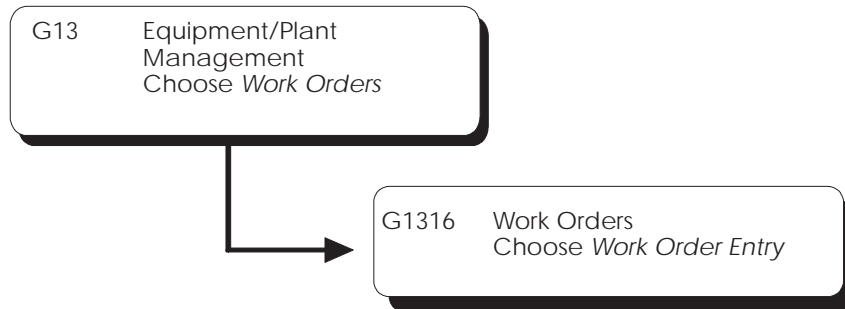 G13 Equipment/Plant
Management
Choose Work Orders
G1316 Work Orders
Choose Work Order Entry